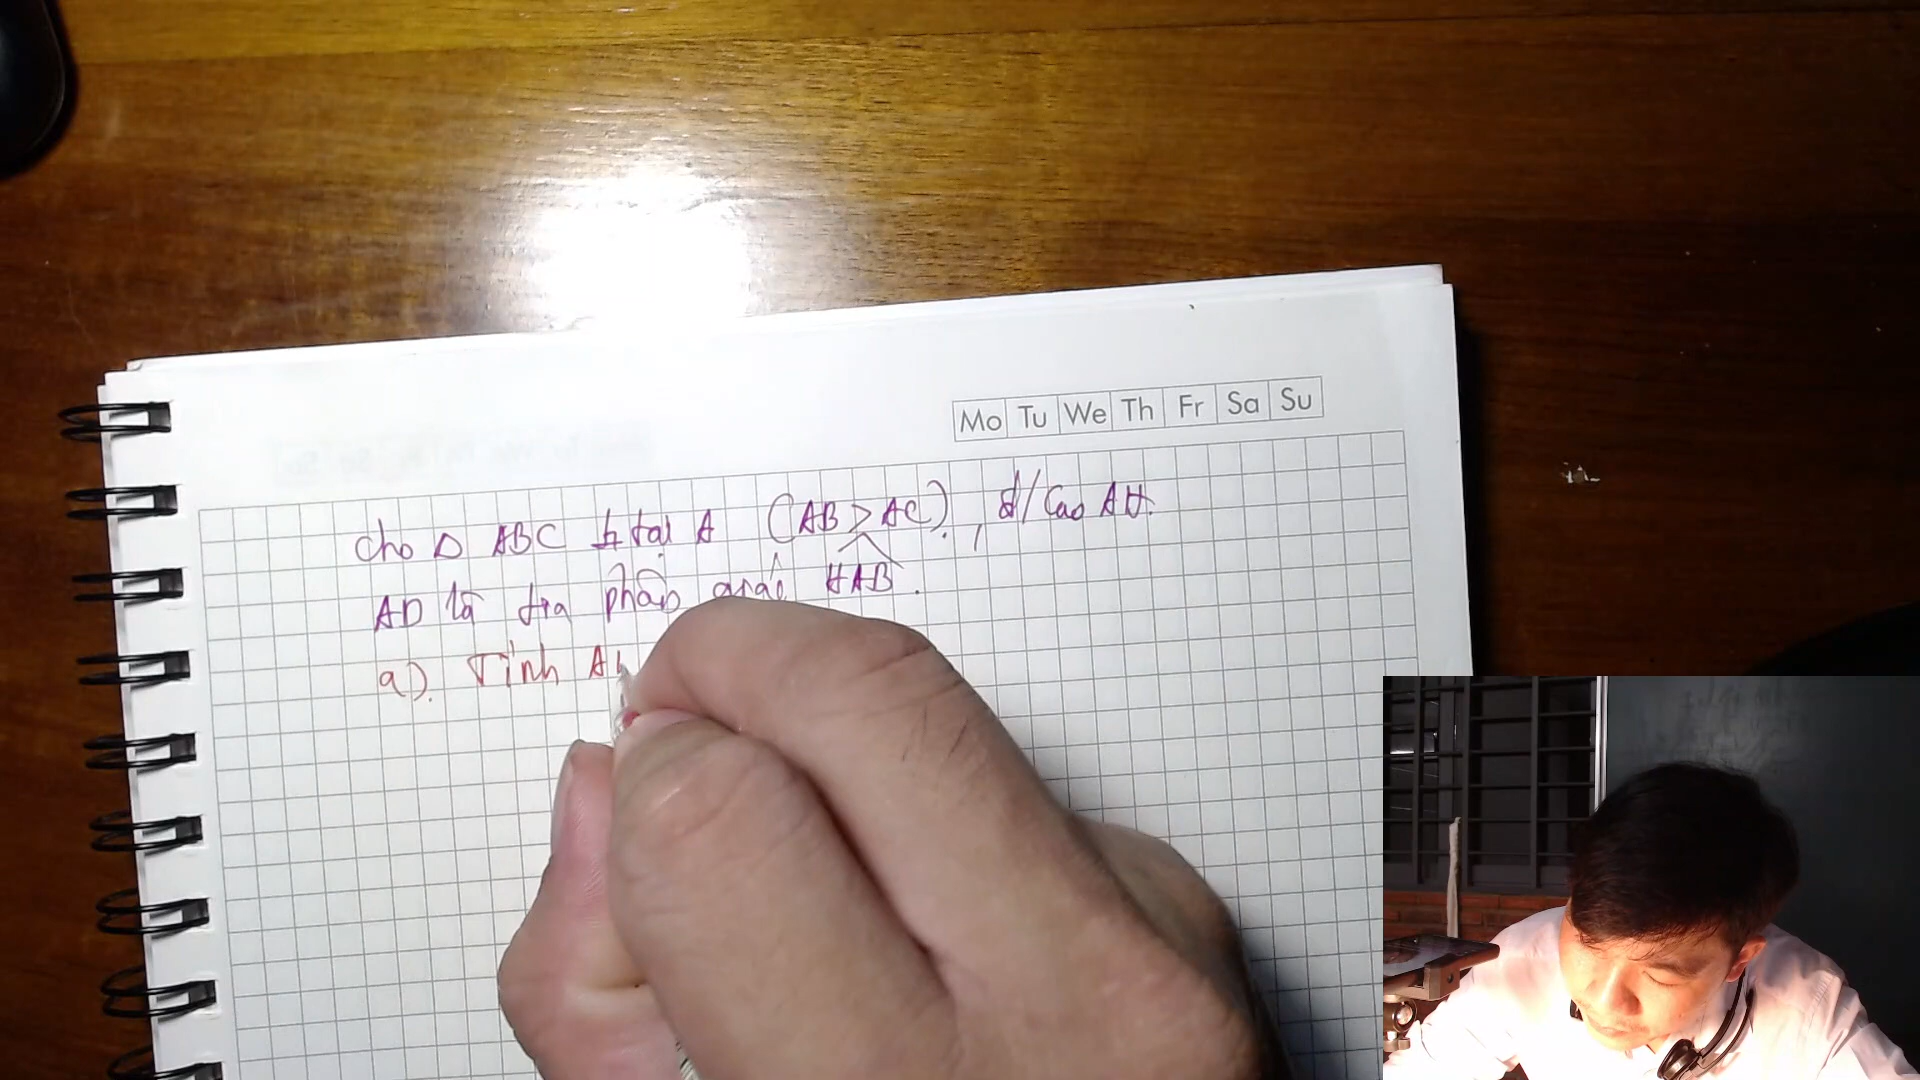 Mo Tu We Th Fr Sa Su
Cho Δ ABC tại A (AB > AC), đ/Cao AH.
AD là tia phân giác HAB.
a). Tính AH